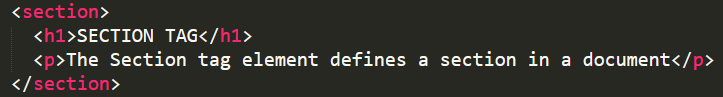 <section>
<h1>SECTION TAG</h1>
<p>The Section tag element defines a section in a document</p>
</section>